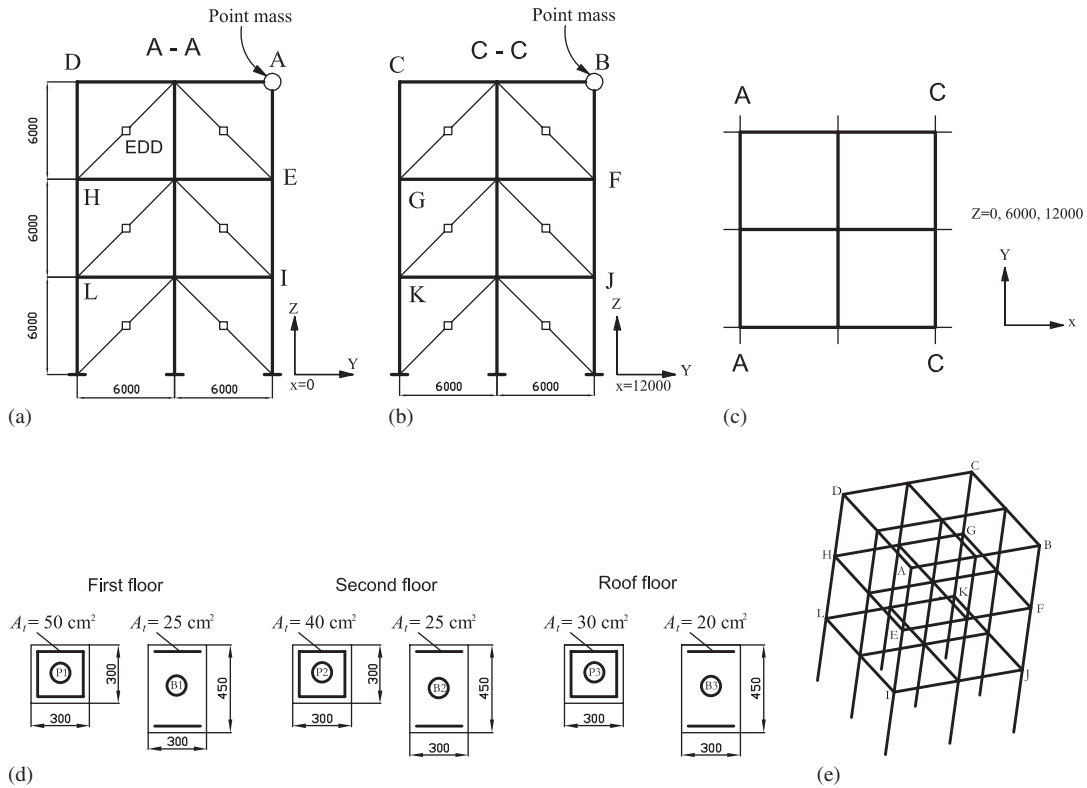 Point mass
A - A
D
A
6000
EDD
H
E
6000
L
I
6000
Z
Y
x=0
6000
6000
(a)
Point mass
C - C
C
B
G
F
K
J
Z
Y
x=12000
6000
6000
(b)
A
C
Z=0, 6000, 12000
Y
x
A
C
(c)
First floor
Second floor
Roof floor
Aₜ= 50 cm²
Aₜ= 25 cm²
Aₜ= 40 cm²
Aₜ= 25 cm²
Aₜ= 30 cm²
Aₜ= 20 cm²
P1
300
B1
450
P2
300
B2
450
P3
300
B3
450
300
300
300
300
300
300
(d)
C
D
G
B
H
A
K
L
F
E
J
I
(e)